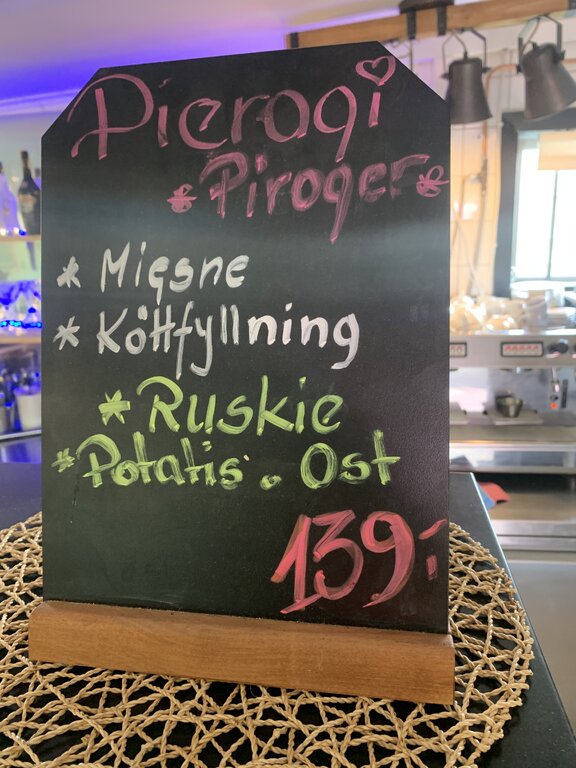 Pierogi
*Piroger*
* Mięsne
* Köttfyllning
* Ruskie
* Potatis. Ost
139:-